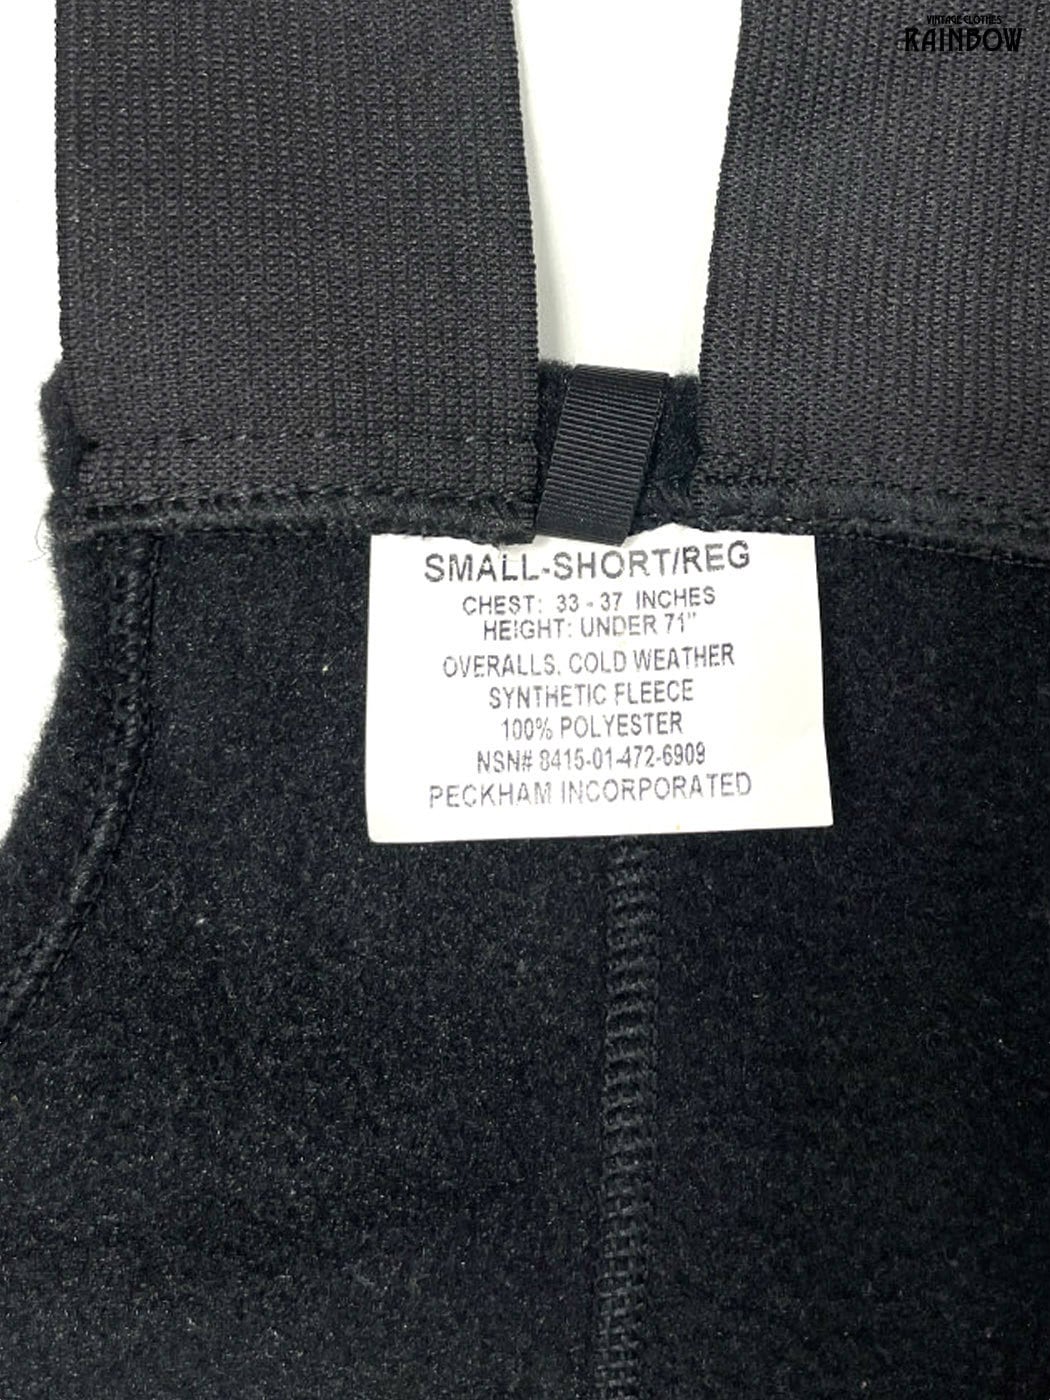 VINTAGE CLOTHES
RAINBOW
SMALL-SHORT/REG
CHEST: 33 - 37 INCHES
HEIGHT: UNDER 71"
OVERALLS, COLD WEATHER
SYNTHETIC FLEECE
100% POLYESTER
NSN# 8415-01-472-6909
PECKHAM INCORPORATED